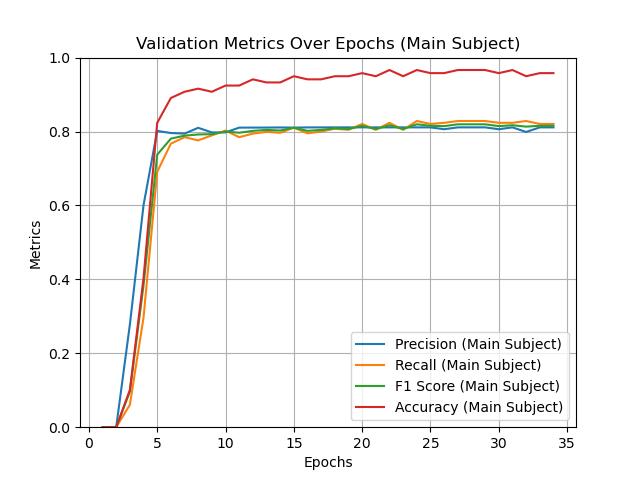 Validation Metrics Over Epochs (Main Subject)
1.0
0.8
0.6
0.4
0.2
0.0
Metrics
Precision (Main Subject)
Recall (Main Subject)
F1 Score (Main Subject)
Accuracy (Main Subject)
0 5 10 15 20 25 30 35
Epochs